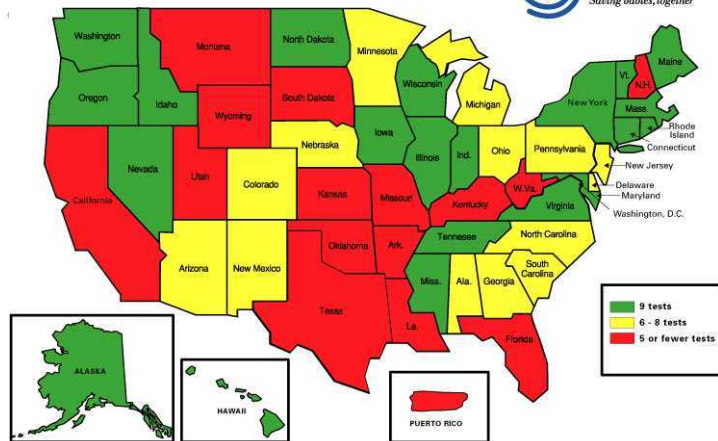 Saving babies, together
Washington
Oregon
Idaho
Montana
Wyoming
North Dakota
South Dakota
Minnesota
Wisconsin
Michigan
Iowa
Nebraska
Nevada
Utah
Colorado
California
Arizona
New Mexico
Kansas
Oklahoma
Texas
Missouri
Ark.
La.
Illinois
Ind.
Ohio
Kentucky
Tennesee
Miss.
Ala.
Georgia
Florida
South
Carolina
North Carolina
Virginia
W.Va.
Pennsylvania
New York
Vt.
N.H.
Maine
Mass.
Rhode
Island
Connecticut
New Jersey
Delaware
Maryland
Washington, D.C.
9 tests
6 - 8 tests
5 or fewer tests
ALASKA
HAWAII
PUERTO RICO